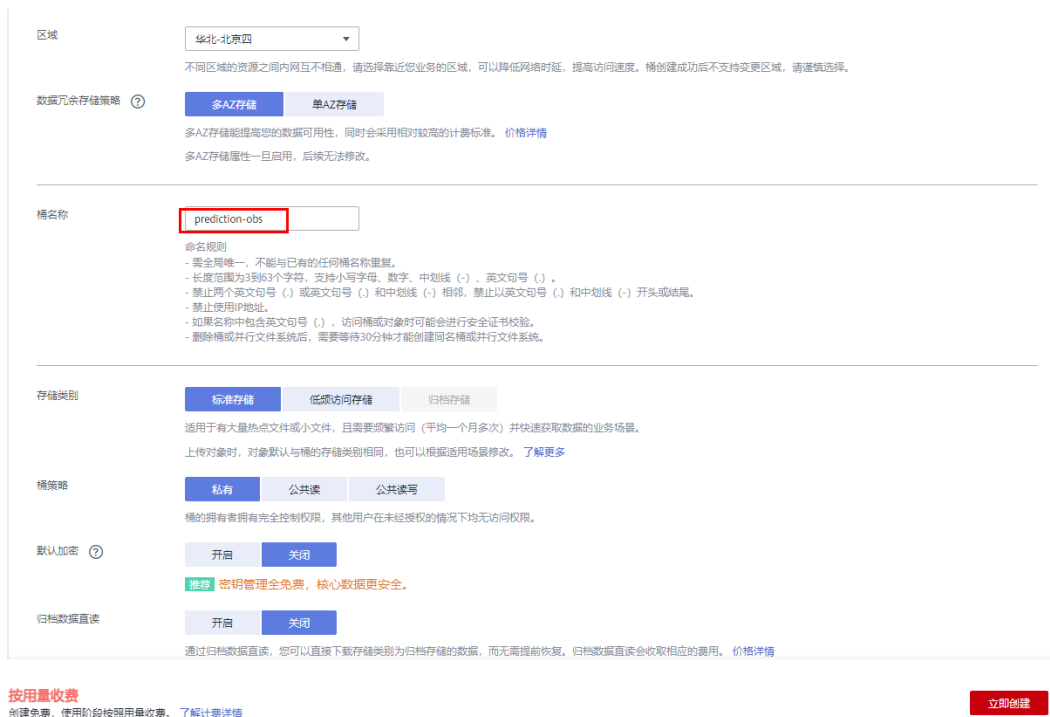 区域
华北-北京四
不同区域的资源之间内网互不相通，请选择靠近您业务的区域，可以降低网络时延，提高访问速度。桶创建成功后不支持变更区域，请谨慎选择。
数据冗余存储策略 ?
多AZ存储 单AZ存储
多AZ存储能提高您的数据可用性，同时会采用相对较高的计费标准。 价格详情
多AZ存储属性一旦启用，后续无法修改。
桶名称
prediction-obs
命名规则
- 需全局唯一，不能与已有的任何桶名称重复。
- 长度范围为3到63个字符，支持小写字母、数字、中划线（-）、英文句号（.）。
- 禁止两个英文句号（.）或英文句号（.）和中划线（-）相邻，禁止以英文句号（.）和中划线（-）开头或结尾。
- 禁止使用IP地址。
- 如果名称中包含英文句号（.），访问桶或对象时可能会进行安全证书校验。
- 删除桶或并行文件系统后，需要等待30分钟才能创建同名桶或并行文件系统。
存储类别
标准存储 低频访问存储 归档存储
适用于有大量热点文件或小文件，且需要频繁访问（平均一个月多次）并快速获取数据的业务场景。
上传对象时，对象默认与桶的存储类别相同，也可以根据适用场景修改。 了解更多
桶策略
私有 公共读 公共读写
桶的拥有者拥有完全控制权限，其他用户在未经授权的情况下均无访问权限。
默认加密 ?
开启 关闭
推荐 密钥管理全免费，核心数据更安全。
归档数据直读
开启 关闭
通过归档数据直读，您可以直接下载存储类别为归档存储的数据，而无需提前恢复。归档数据直读会收取相应的费用。 价格详情
按用量收费
创建免费，使用阶段按照用量收费。 了解计费详情
立即创建